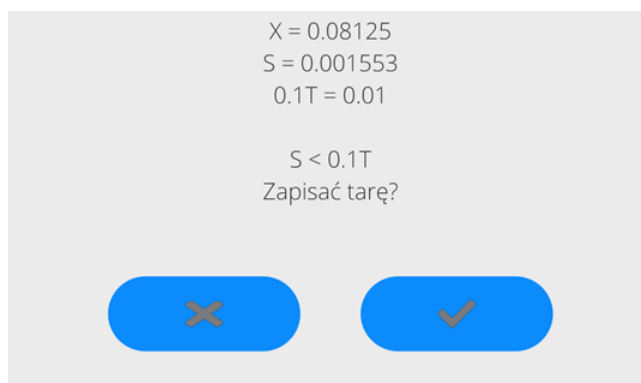 X = 0.08125
S = 0.001553
0.1T = 0.01
S < 0.1T
Zapisać tarę?